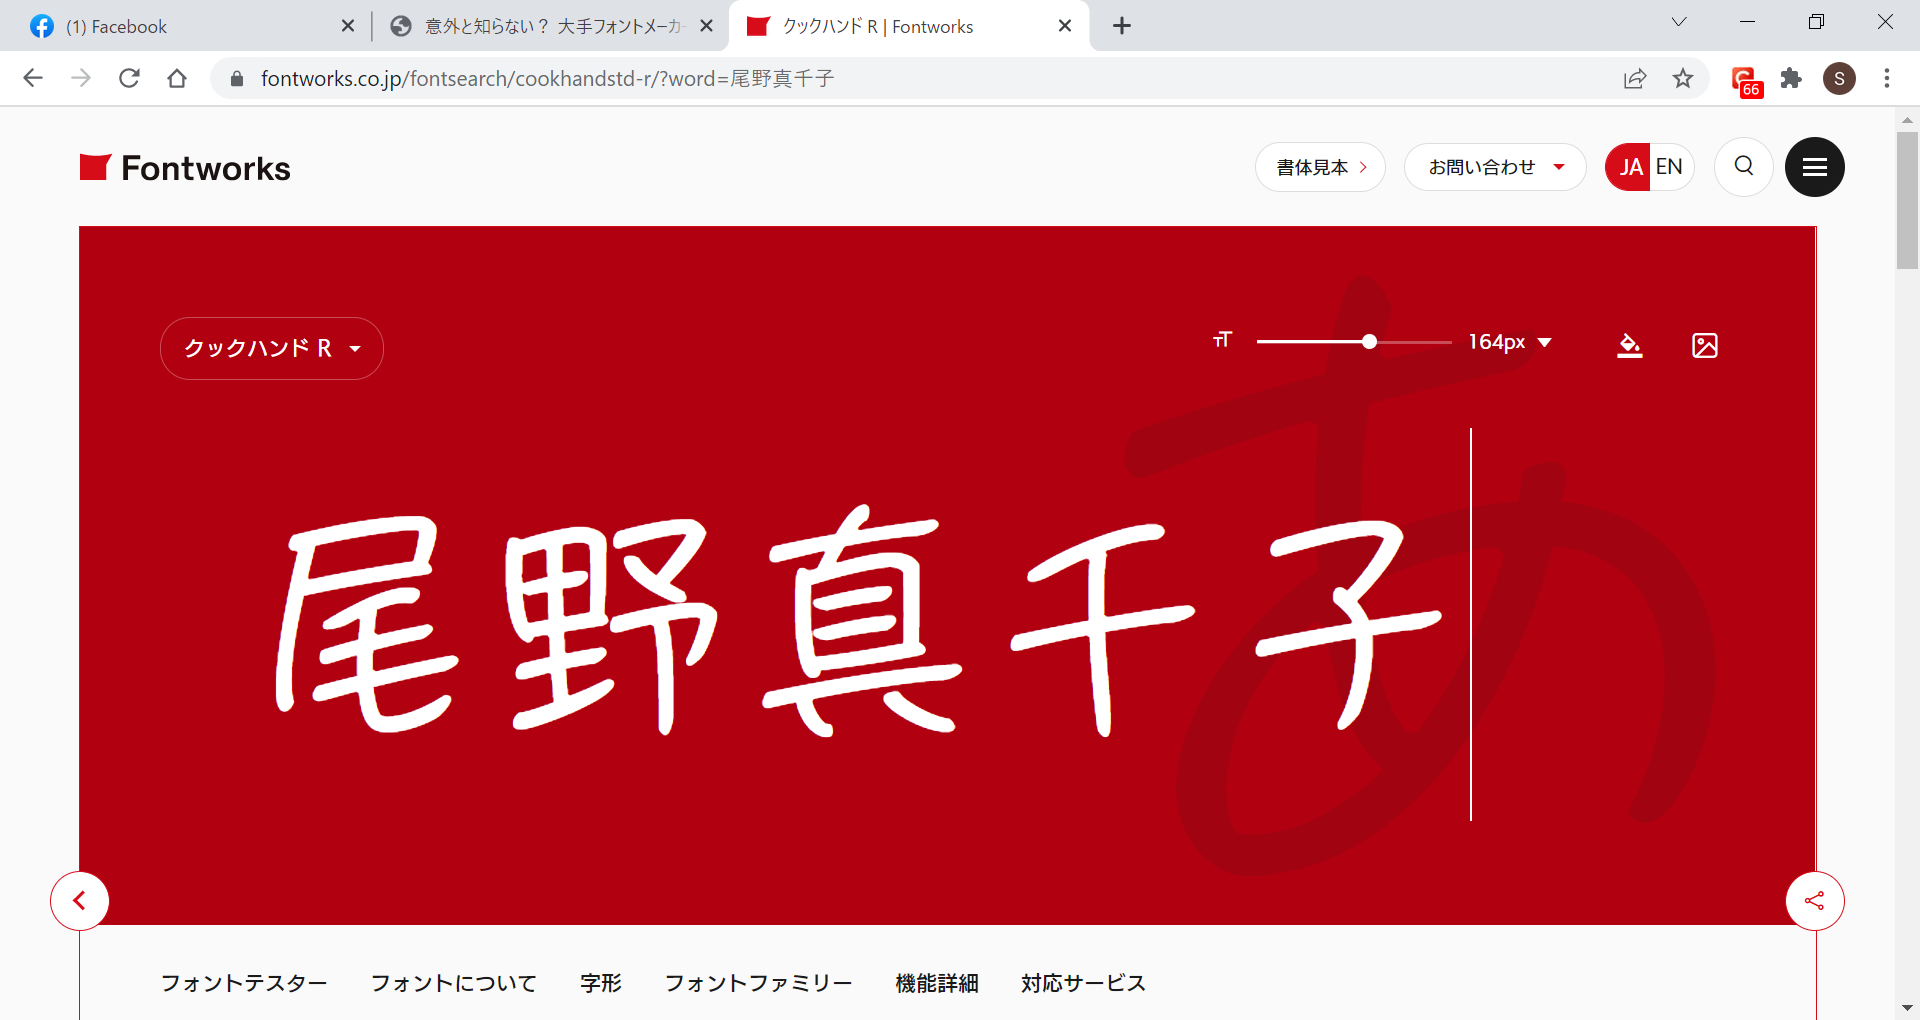 (1) Facebook
意外と知らない？ 大手フォントメーカ
クックハンド R | Fontworks
fontworks.co.jp/fontsearch/cookhandstd-r/?word=尾野真千子
66
S
Fontworks
書体見本
お問い合わせ
JA EN
クックハンド R
164px
あ
尾野真千子
フォントテスター フォントについて 字形 フォントファミリー 機能詳細 対応サービス